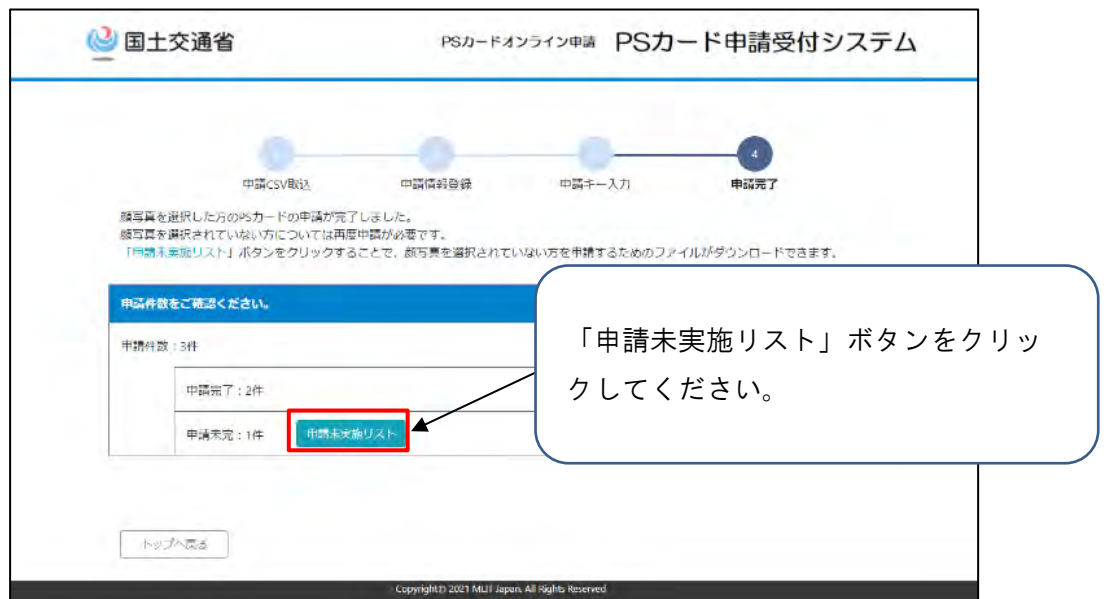 国土交通省
PSカードオンライン申請 PSカード申請受付システム
4
申請CSV取込 申請情報登録 申請キー入力 申請完了
顔写真を選択した方のPSカードの申請が完了しました。
顔写真を選択されていない方については再度申請が必要です。
「申請未実施リスト」ボタンをクリックすることで、顔写真を選択されていない方を申請するためのファイルがダウンロードできます。
申請件数をご確認ください。
申請件数：3件
申請完了：2件
申請未完：1件 申請未実施リスト
「申請未実施リスト」ボタンをクリッ
クしてください。
トップへ戻る
Copyright© 2021 MLIT Japan. All Rights Reserved